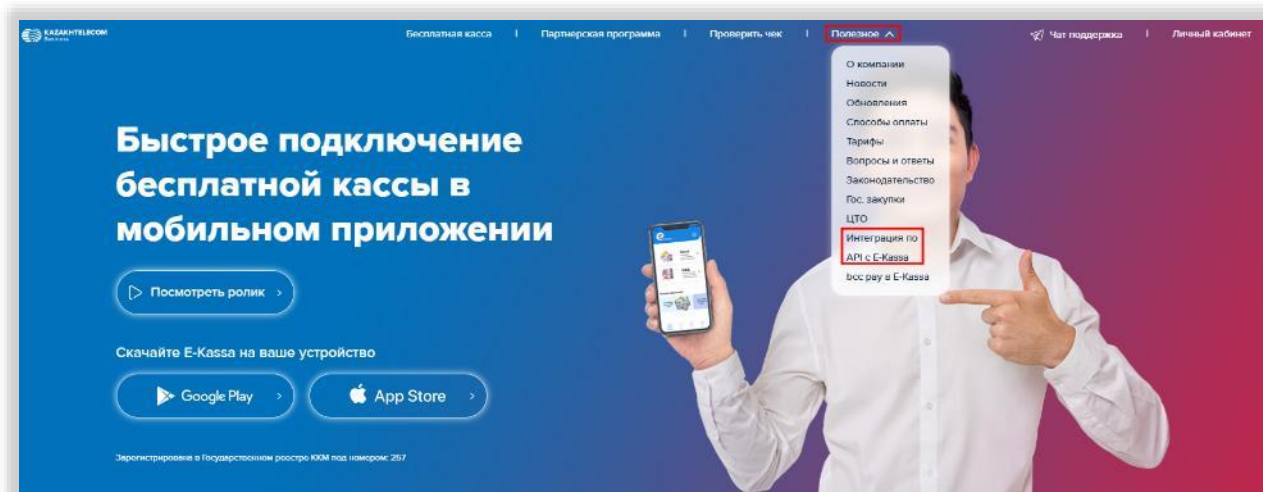 KAZAKHTELECOM
Бесплатная касса
Партнерская программа
Проверить чек
Полезное
Чат поддержка
Личный кабинет
О компании
Новости
Обновления
Способы оплаты
Тарифы
Вопросы и ответы
Законодательство
Гос. закупки
ЦТО
Интеграция по
API с E-Kassa
bcc pay в E-Kassa
Быстрое подключение
бесплатной кассы в
мобильном приложении
Посмотреть ролик
Скачайте E-Kassa на ваше устройство
Google Play
App Store
Зарегистрирована в Государственном реестре ККМ под номером: 257